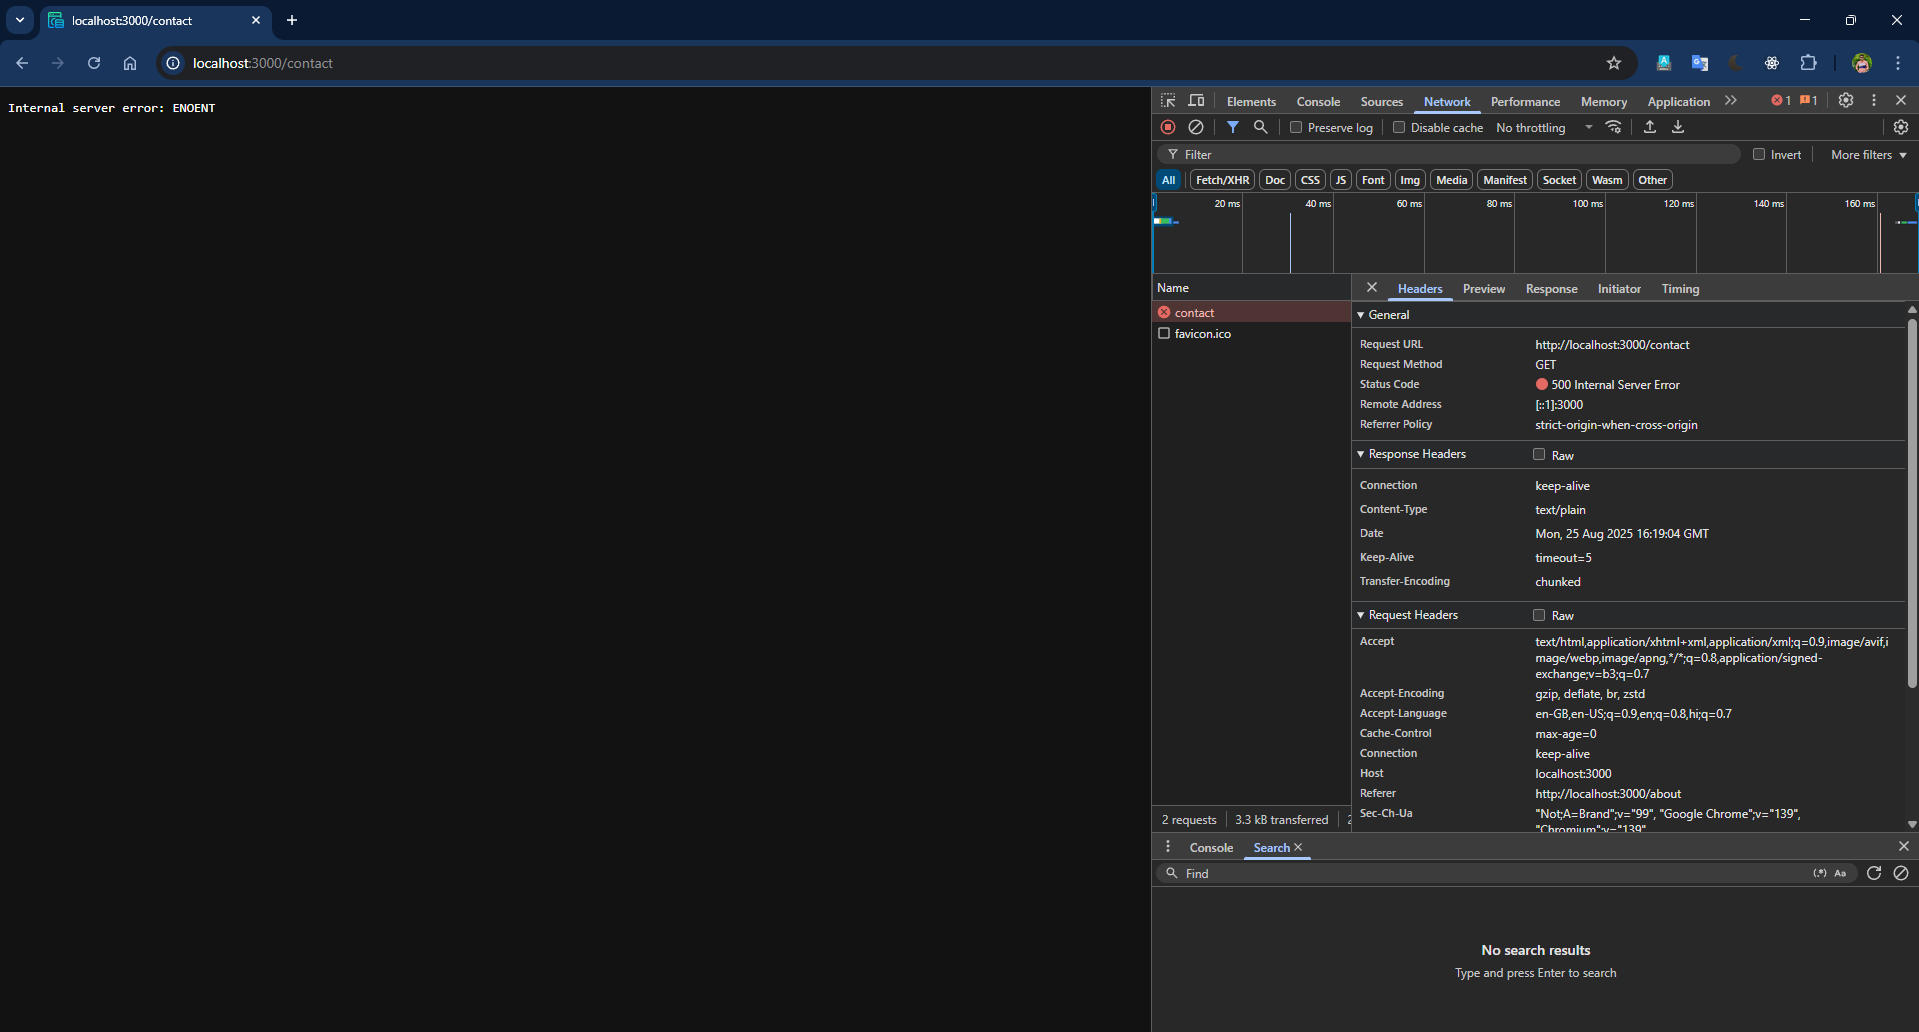 localhost:3000/contact
localhost:3000/contact
Internal server error: ENOENT
Elements Console Sources Network Performance Memory Application 1 1
Preserve log Disable cache No throttling
Filter Invert More filters
All Fetch/XHR Doc CSS JS Font Img Media Manifest Socket Wasm Other
20 ms 40 ms 60 ms 80 ms 100 ms 120 ms 140 ms 160 ms
Name
contact
favicon.ico
Headers Preview Response Initiator Timing
General
Request URL http://localhost:3000/contact
Request Method GET
Status Code 500 Internal Server Error
Remote Address [::1]:3000
Referrer Policy strict-origin-when-cross-origin
Response Headers Raw
Connection keep-alive
Content-Type text/plain
Date Mon, 25 Aug 2025 16:19:04 GMT
Keep-Alive timeout=5
Transfer-Encoding chunked
Request Headers Raw
Accept text/html,application/xhtml+xml,application/xml;q=0.9,image/avif,i
mage/webp,image/apng,*/*;q=0.8,application/signed-
exchange;v=b3;q=0.7
Accept-Encoding gzip, deflate, br, zstd
Accept-Language en-GB,en-US;q=0.9,en;q=0.8,hi;q=0.7
Cache-Control max-age=0
Connection keep-alive
Host localhost:3000
Referer http://localhost:3000/about
Sec-Ch-Ua "Not;A=Brand";v="99", "Google Chrome";v="139",
"Chromium";v="139"
2 requests 3.3 kB transferred 2
Console Search
Find (.*) Aa
No search results
Type and press Enter to search